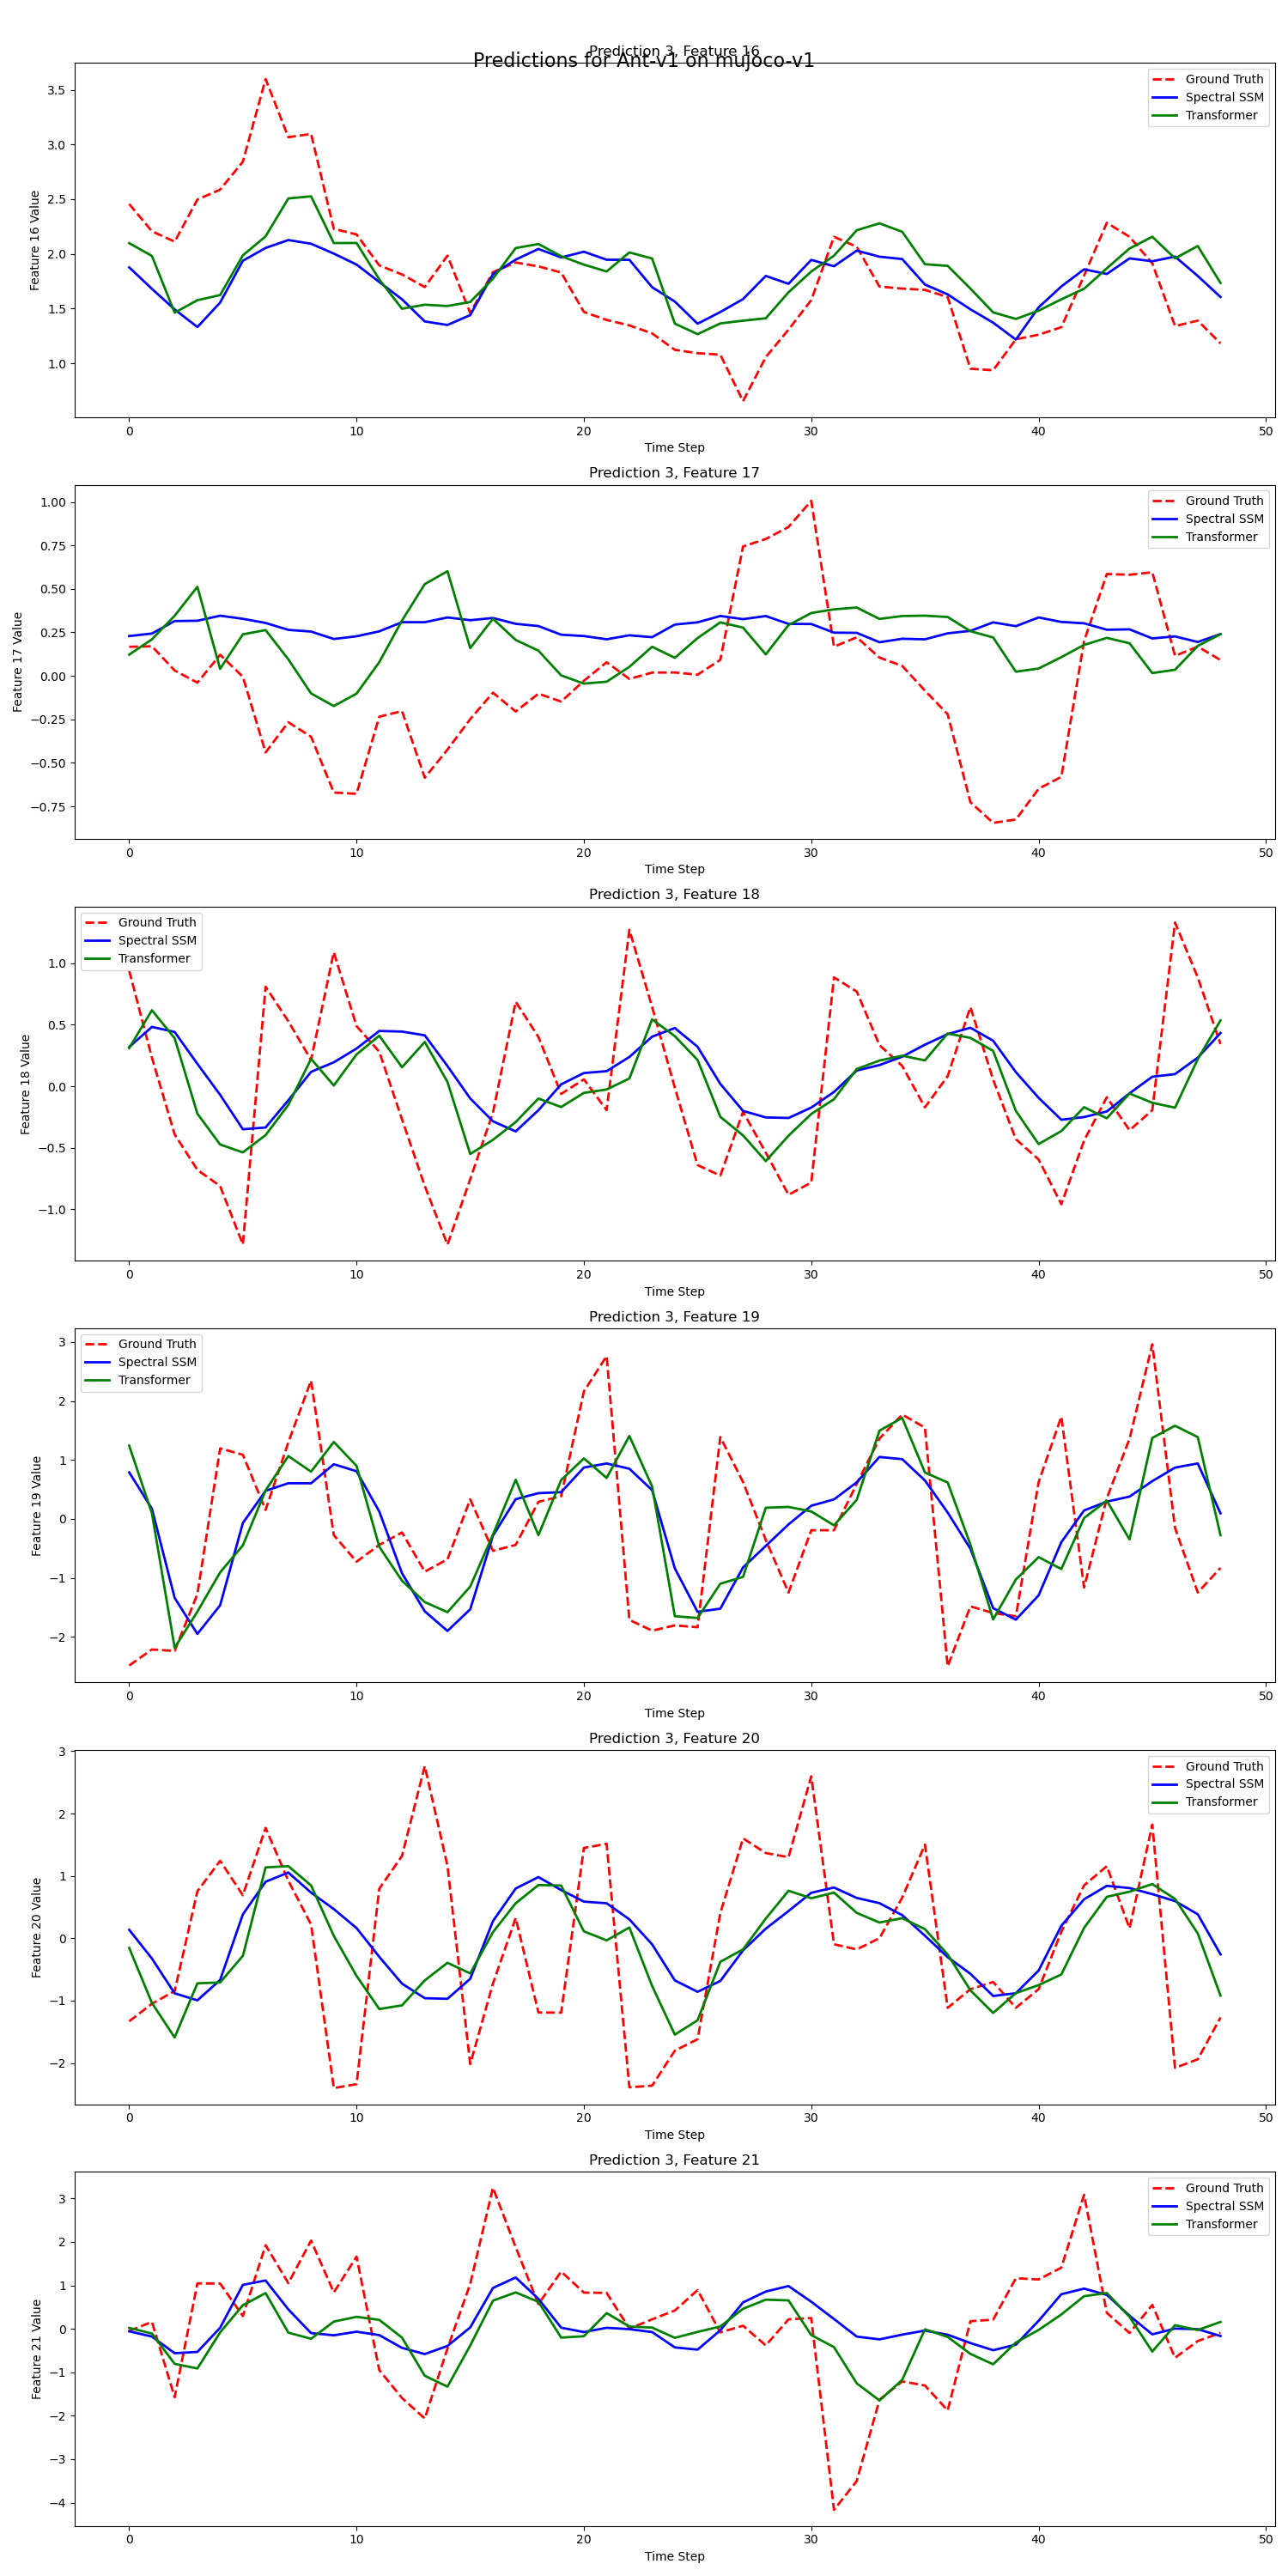 Prediction 3, Feature 16
Predictions for Ant-v1 on mujoco-v1
Ground Truth
Spectral SSM
Transformer
Feature 16 Value
3.5
3.0
2.5
2.0
1.5
1.0
0 10 20 30 40 50
Time Step
Prediction 3, Feature 17
Ground Truth
Spectral SSM
Transformer
Feature 17 Value
1.00
0.75
0.50
0.25
0.00
−0.25
−0.50
−0.75
0 10 20 30 40 50
Time Step
Prediction 3, Feature 18
Ground Truth
Spectral SSM
Transformer
Feature 18 Value
1.0
0.5
0.0
−0.5
−1.0
0 10 20 30 40 50
Time Step
Prediction 3, Feature 19
Ground Truth
Spectral SSM
Transformer
Feature 19 Value
3
2
1
0
−1
−2
0 10 20 30 40 50
Time Step
Prediction 3, Feature 20
Ground Truth
Spectral SSM
Transformer
Feature 20 Value
3
2
1
0
−1
−2
0 10 20 30 40 50
Time Step
Prediction 3, Feature 21
Ground Truth
Spectral SSM
Transformer
Feature 21 Value
3
2
1
0
−1
−2
−3
−4
0 10 20 30 40 50
Time Step